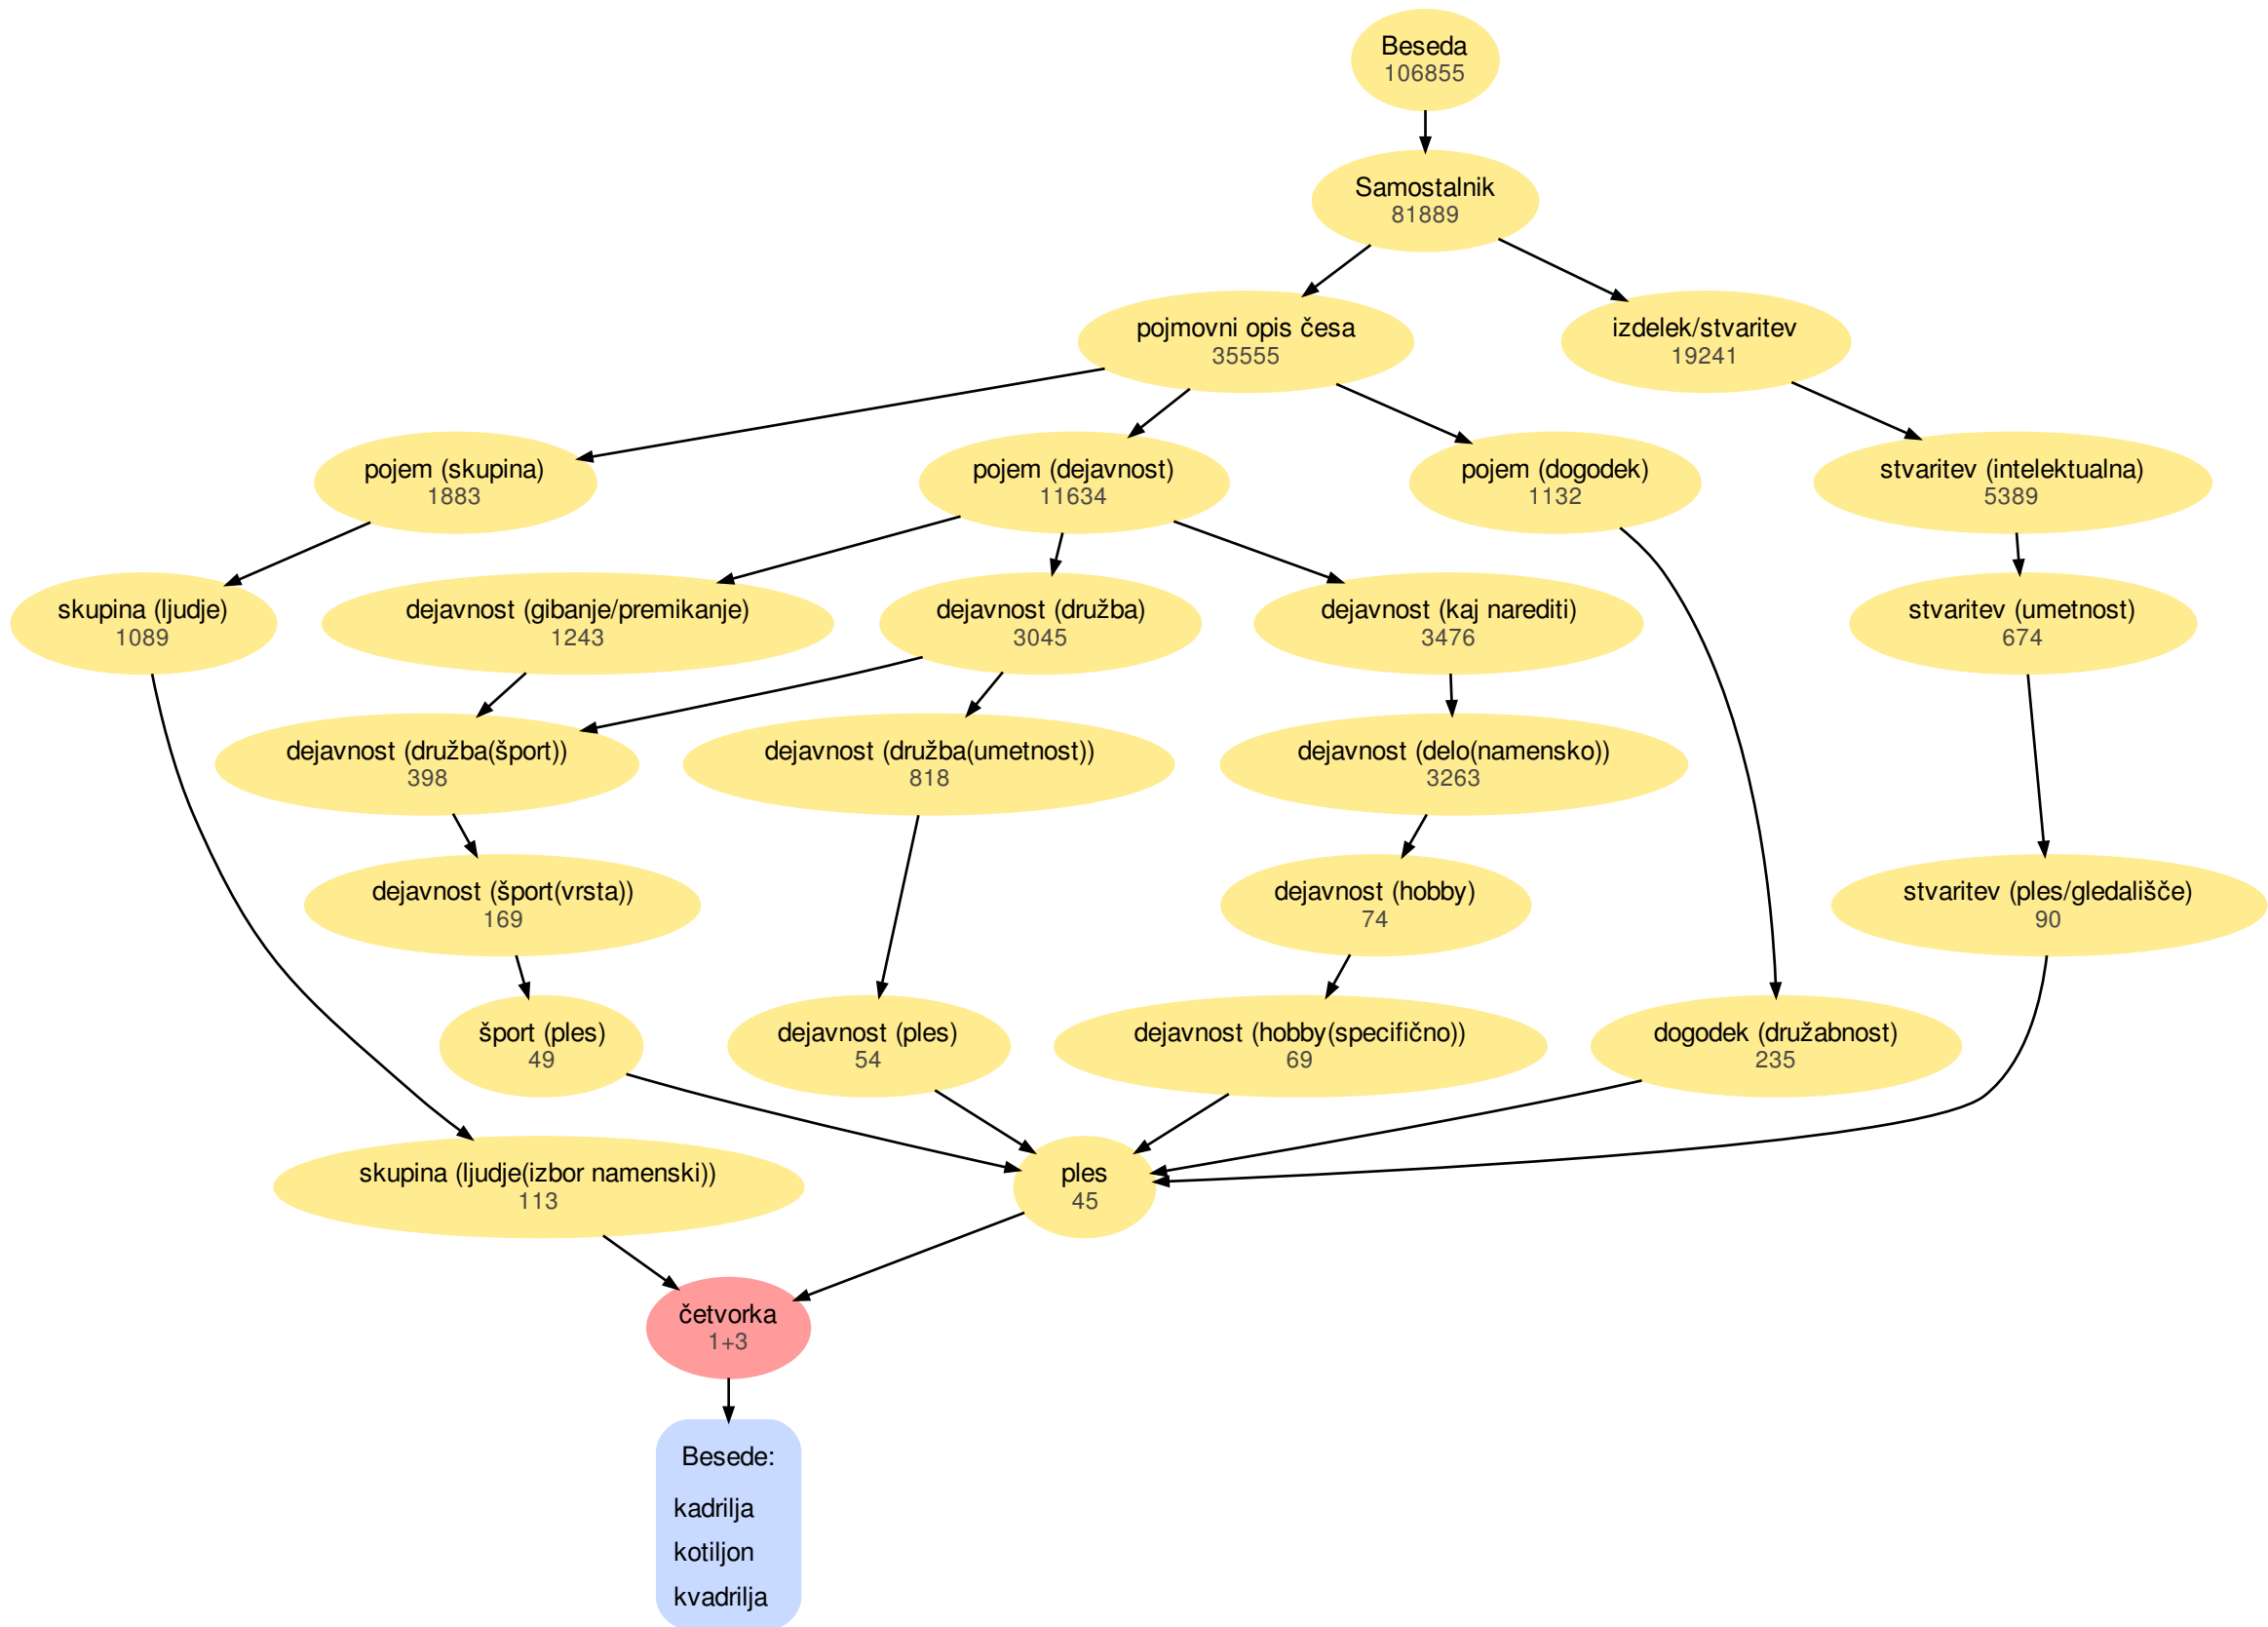 Beseda
106855
Samostalnik
81889
pojmovni opis česa
35555
izdelek/stvaritev
19241
pojem (skupina)
1883
pojem (dejavnost)
11634
pojem (dogodek)
1132
stvaritev (intelektualna)
5389
skupina (ljudje)
1089
dejavnost (gibanje/premikanje)
1243
dejavnost (družba)
3045
dejavnost (kaj narediti)
3476
stvaritev (umetnost)
674
dejavnost (družba(šport))
398
dejavnost (družba(umetnost))
818
dejavnost (delo(namensko))
3263
dejavnost (šport(vrsta))
169
dejavnost (hobby)
74
stvaritev (ples/gledališče)
90
šport (ples)
49
dejavnost (ples)
54
dejavnost (hobby(specifično))
69
dogodek (družabnost)
235
skupina (ljudje(izbor namenski))
113
ples
45
četvorka
1+3
Besede:
kadrilja
kotiljon
kvadrilja